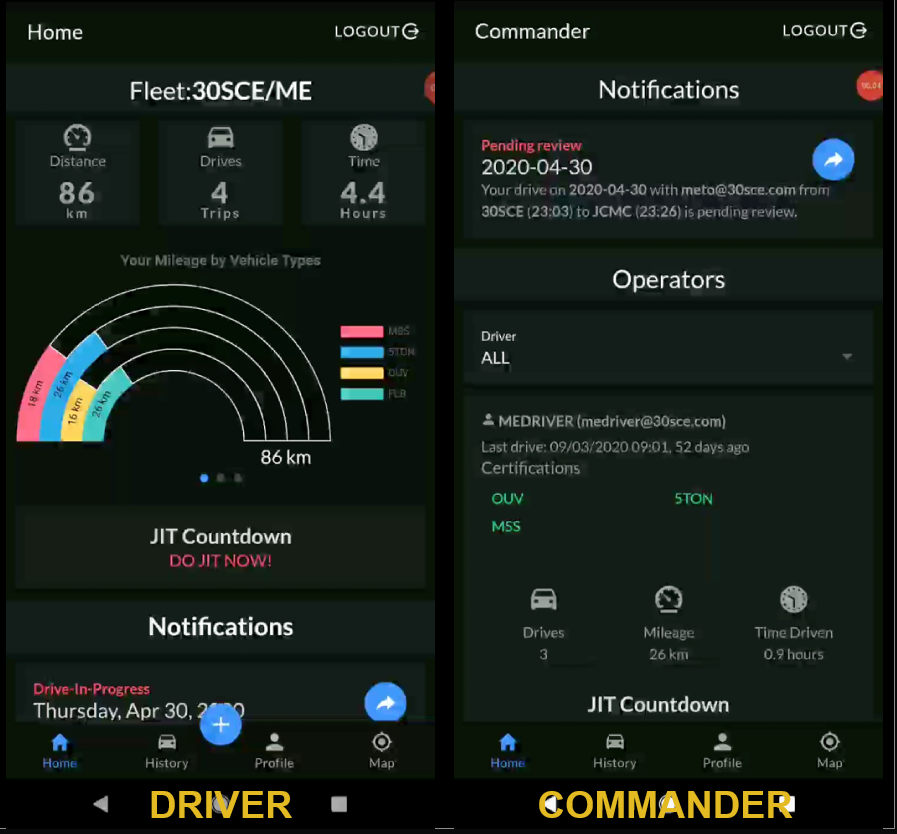 Home
LOGOUT
Fleet:30SCE/ME
Distance
86
km
Drives
4
Trips
Time
4.4
Hours
Your Mileage by Vehicle Types
MBS
5TON
OUV
FLB
18 km
26 km
16 km
26 km
86 km
JIT Countdown
DO JIT NOW!
Notifications
Drive-In-Progress
Thursday, Apr 30,
Home
History
Profile
Map
DRIVER
Commander
LOGOUT
00:04
Notifications
Pending review
2020-04-30
Your drive on 2020-04-30 with meto@30sce.com from
30SCE (23:03) to JCMC (23:26) is pending review.
Operators
Driver
ALL
MEDRIVER (medriver@30sce.com)
Last drive: 09/03/2020 09:01, 52 days ago
Certifications
OUV
5TON
MSS
Drives
3
Mileage
26 km
Time Driven
0.9 hours
JIT Countdown
Home
History
Profile
Map
COMMANDER